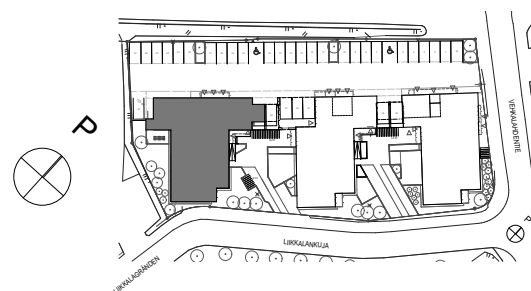 P
VEHKALAHDENTIE
LIIKKALANKUJA
LIIKKALAGRÄNDEN
P